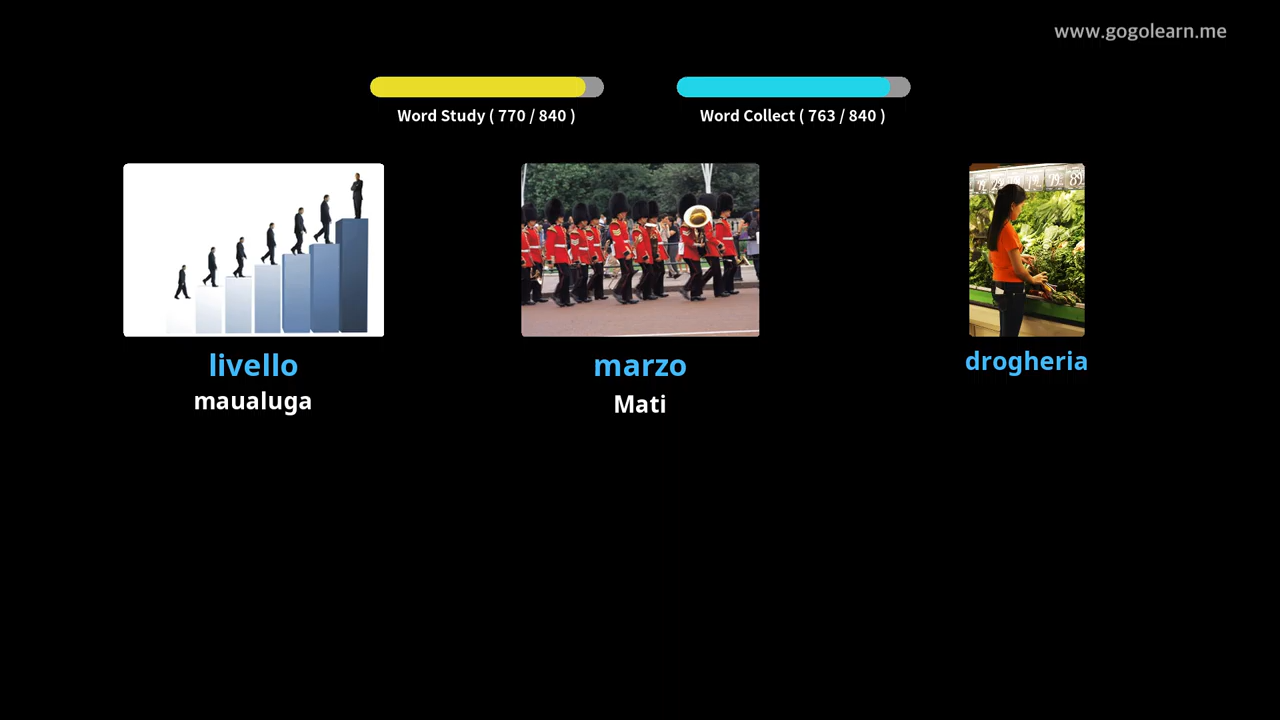 www.gogolearn.me
Word Study ( 770 / 840 )
Word Collect ( 763 / 840 )
livello
maualuga
marzo
Mati
drogheria